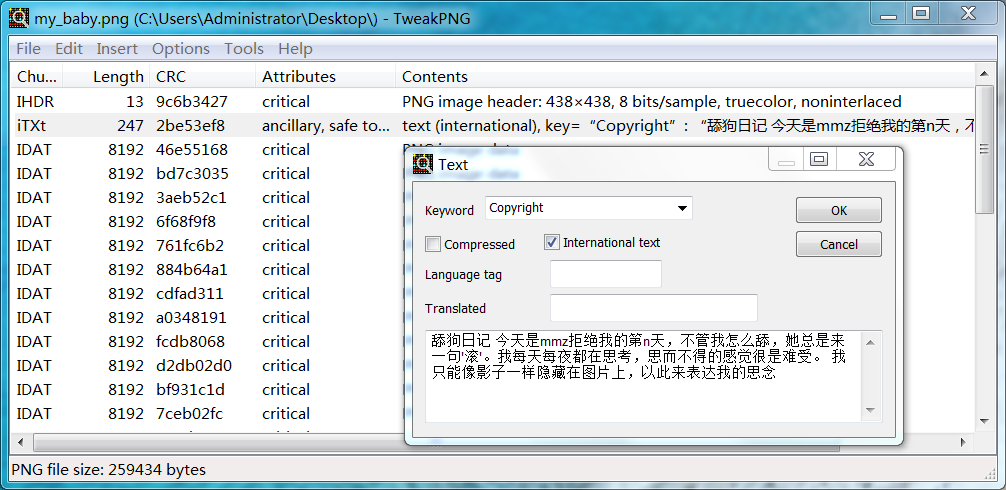 my_baby.png (C:\Users\Administrator\Desktop\) - TweakPNG
File Edit Insert Options Tools Help
Chu... Length CRC Attributes Contents
IHDR 13 9c6b3427 critical PNG image header: 438×438, 8 bits/sample, truecolor, noninterlaced
iTXt 247 2be53ef8 ancillary, safe to... text (international), key=“Copyright”: “舔狗日记 今天是mmz拒绝我的第n天，不
IDAT 8192 46e55168 critical PNG image data
IDAT 8192 bd7c3035 critical
IDAT 8192 3aeb52c1 critical
IDAT 8192 6f68f9f8 critical
IDAT 8192 761fc6b2 critical
IDAT 8192 884b64a1 critical
IDAT 8192 cdfad311 critical
IDAT 8192 a0348191 critical
IDAT 8192 fcdb8068 critical
IDAT 8192 d2db02d0 critical
IDAT 8192 bf931c1d critical
IDAT 8192 7ceb02fc critical
PNG file size: 259434 bytes
Text
Keyword Copyright OK
Compressed International text Cancel
Language tag
Translated
舔狗日记 今天是mmz拒绝我的第n天，不管我怎么舔，她总是来
一句'滚'。我每天每夜都在思考，思而不得的感觉很是难受。 我
只能像影子一样隐藏在图片上，以此来表达我的思念